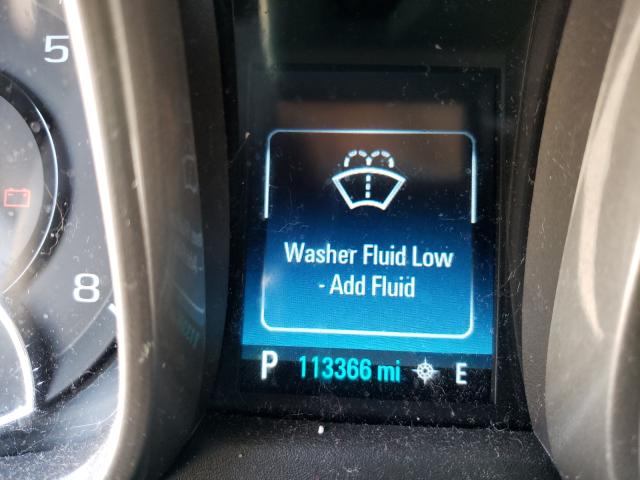 5
8
Washer Fluid Low
- Add Fluid
P 113366 mi E